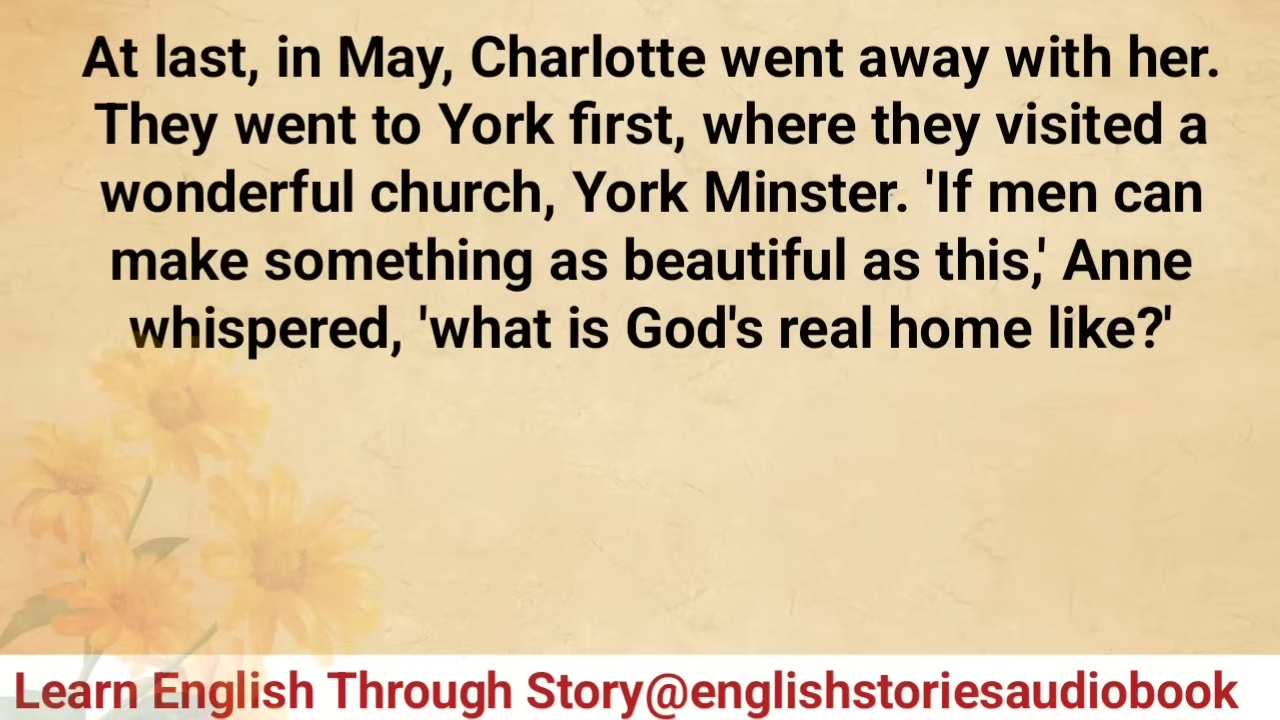 At last, in May, Charlotte went away with her.
They went to York first, where they visited a
wonderful church, York Minster. 'If men can
make something as beautiful as this,' Anne
whispered, 'what is God's real home like?'
Learn English Through Story@englishstoriesaudiobook